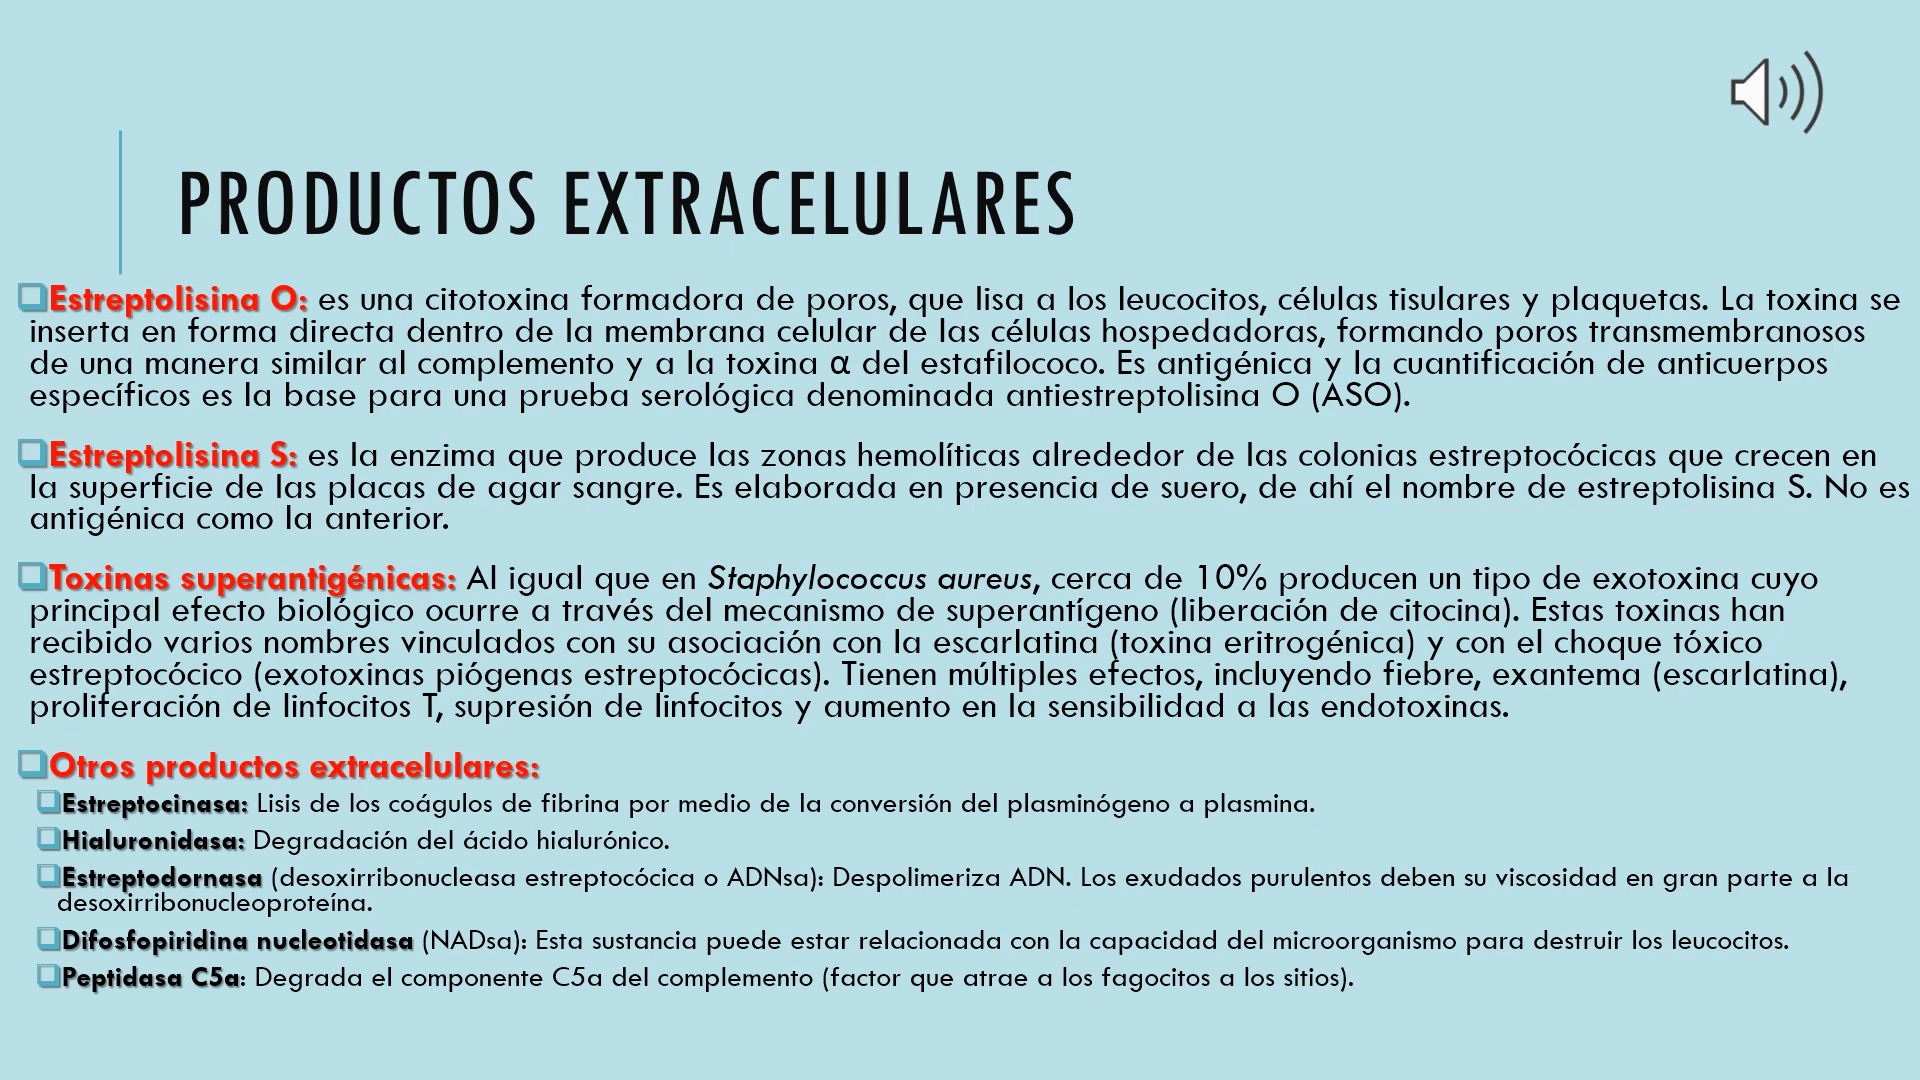 PRODUCTOS EXTRACELULARES
Estreptolisina O: es una citotoxina formadora de poros, que lisa a los leucocitos, células tisulares y plaquetas. La toxina se
inserta en forma directa dentro de la membrana celular de las células hospedadoras, formando poros transmembranosos
de una manera similar al complemento y a la toxina α del estafilococo. Es antigénica y la cuantificación de anticuerpos
específicos es la base para una prueba serológica denominada antiestreptolisina O (ASO).
Estreptolisina S: es la enzima que produce las zonas hemolíticas alrededor de las colonias estreptocócicas que crecen en
la superficie de las placas de agar sangre. Es elaborada en presencia de suero, de ahí el nombre de estreptolisina S. No es
antigénica como la anterior.
Toxinas superantigénicas: Al igual que en Staphylococcus aureus, cerca de 10% producen un tipo de exotoxina cuyo
principal efecto biológico ocurre a través del mecanismo de superantígeno (liberación de citocina). Estas toxinas han
recibido varios nombres vinculados con su asociación con la escarlatina (toxina eritrogénica) y con el choque tóxico
estreptocócico (exotoxinas piógenas estreptocócicas). Tienen múltiples efectos, incluyendo fiebre, exantema (escarlatina),
proliferación de linfocitos T, supresión de linfocitos y aumento en la sensibilidad a las endotoxinas.
Otros productos extracelulares:
Estreptocinasa: Lisis de los coágulos de fibrina por medio de la conversión del plasminógeno a plasmina.
Hialuronidasa: Degradación del ácido hialurónico.
Estreptodornasa (desoxirribonucleasa estreptocócica o ADNsa): Despolimeriza ADN. Los exudados purulentos deben su viscosidad en gran parte a la
desoxirribonucleoproteína.
Difosfopiridina nucleotidasa (NADsa): Esta sustancia puede estar relacionada con la capacidad del microorganismo para destruir los leucocitos.
Peptidasa C5a: Degrada el componente C5a del complemento (factor que atrae a los fagocitos a los sitios).